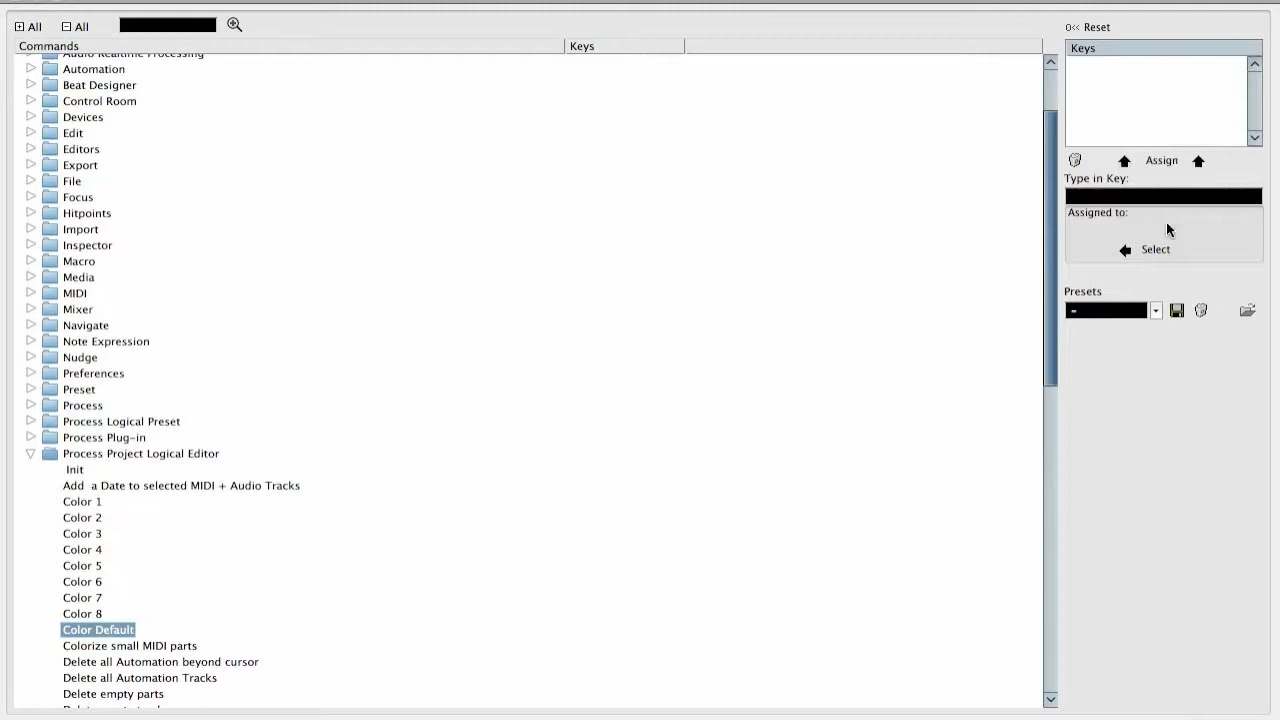 All All
Commands Keys
Audio Realtime Processing
Automation
Beat Designer
Control Room
Devices
Edit
Editors
Export
File
Focus
Hitpoints
Import
Inspector
Macro
Media
MIDI
Mixer
Navigate
Note Expression
Nudge
Preferences
Preset
Process
Process Logical Preset
Process Plug-in
Process Project Logical Editor
Init
Add a Date to selected MIDI + Audio Tracks
Color 1
Color 2
Color 3
Color 4
Color 5
Color 6
Color 7
Color 8
Color Default
Colorize small MIDI parts
Delete all Automation beyond cursor
Delete all Automation Tracks
Delete empty parts
Reset
Keys
Assign
Type in Key:
Assigned to:
Select
Presets
-